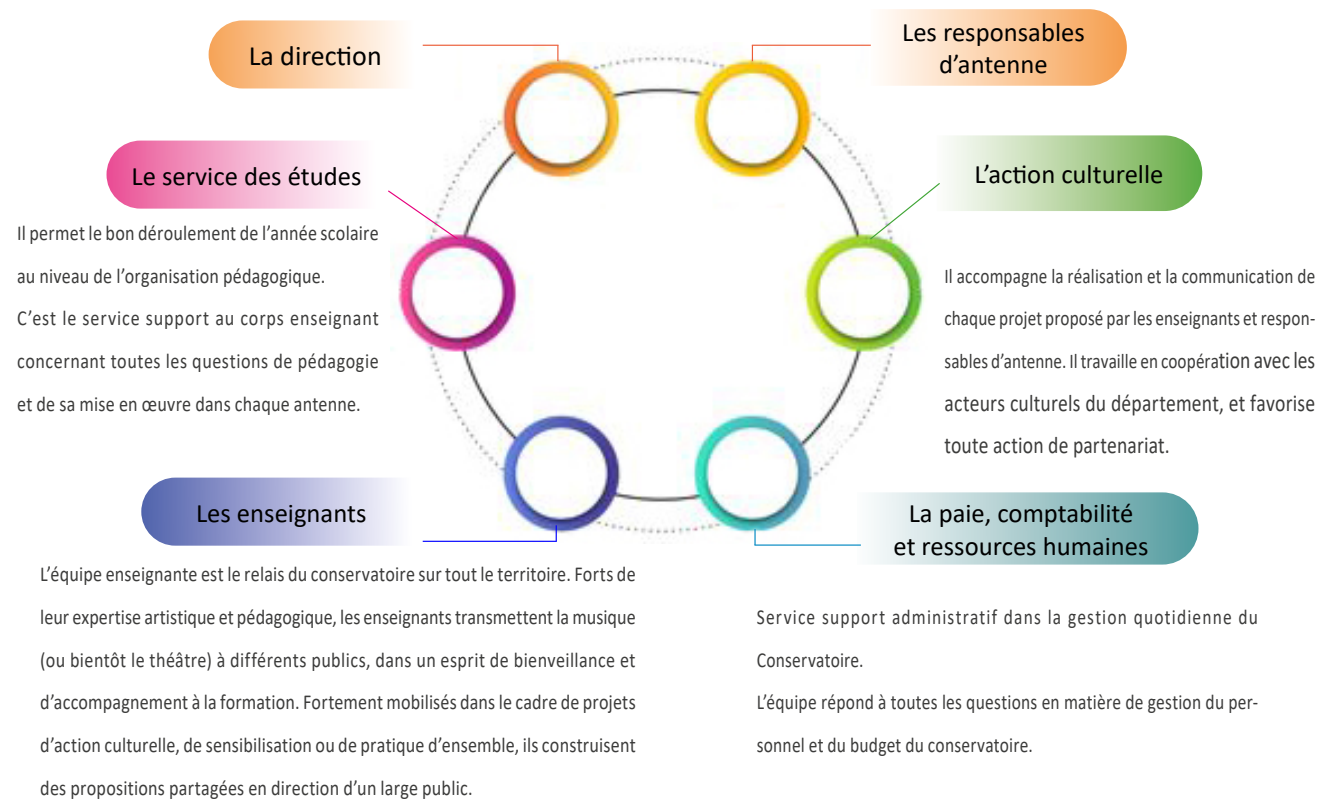 La direction
Les responsables
d’antenne
Le service des études
Il permet le bon déroulement de l’année scolaire
au niveau de l’organisation pédagogique.
C’est le service support au corps enseignant
concernant toutes les questions de pédagogie
et de sa mise en œuvre dans chaque antenne.
L’action culturelle
Il accompagne la réalisation et la communication de
chaque projet proposé par les enseignants et respon-
sables d’antenne. Il travaille en coopération avec les
acteurs culturels du département, et favorise
toute action de partenariat.
Les enseignants
L’équipe enseignante est le relais du conservatoire sur tout le territoire. Forts de
leur expertise artistique et pédagogique, les enseignants transmettent la musique
(ou bientôt le théâtre) à différents publics, dans un esprit de bienveillance et
d’accompagnement à la formation. Fortement mobilisés dans le cadre de projets
d’action culturelle, de sensibilisation ou de pratique d’ensemble, ils construisent
des propositions partagées en direction d’un large public.
La paie, comptabilité
et ressources humaines
Service support administratif dans la gestion quotidienne du
Conservatoire.
L’équipe répond à toutes les questions en matière de gestion du per-
sonnel et du budget du conservatoire.